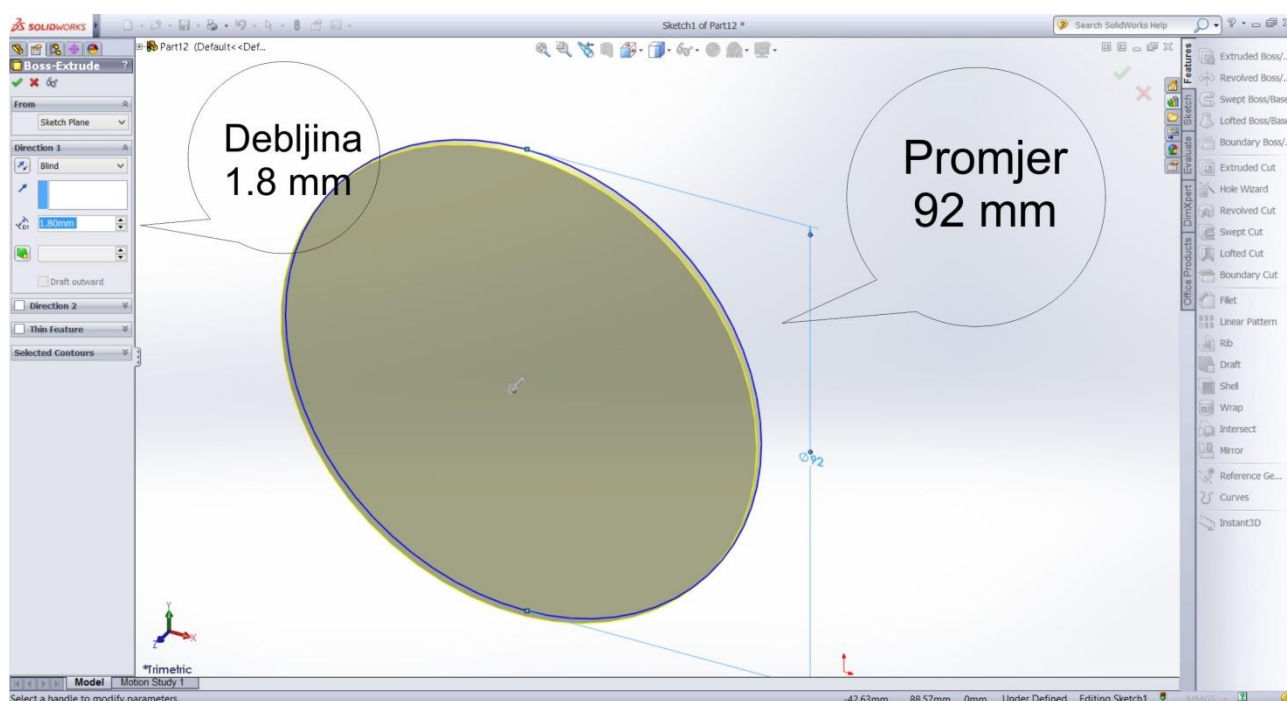 SOLIDWORKS
Sketch1 of Part12 *
Search SolidWorks Help
Part12 (Default<<Def...
Boss-Extrude
?
From
Sketch Plane
Direction 1
Blind
1.80mm
Draft outward
Direction 2
Thin Feature
Selected Contours
Debljina
1.8 mm
Promjer
92 mm
Ø92
Y
X
Z
*Trimetric
Features
Sketch
Evaluate
DimXpert
Office Products
Extruded Boss/...
Revolved Boss/...
Swept Boss/Base
Lofted Boss/Base
Boundary Boss/...
Extruded Cut
Hole Wizard
Revolved Cut
Swept Cut
Lofted Cut
Boundary Cut
Fillet
Linear Pattern
Rib
Draft
Shell
Wrap
Intersect
Mirror
Reference Ge...
Curves
Instant3D
Model
Motion Study 1
Select a handle to modify parameters
-42.63mm 88.57mm 0mm Under Defined Editing Sketch1 MMGS